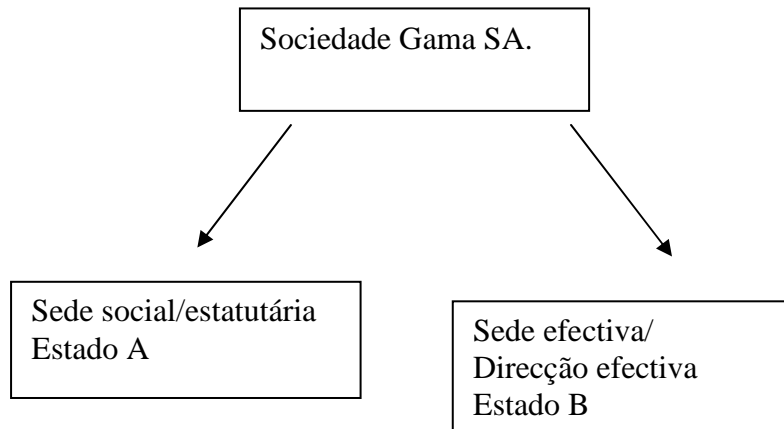 Sociedade Gama SA.
Sede social/estatutária
Estado A
Sede efectiva/
Direcção efectiva
Estado B